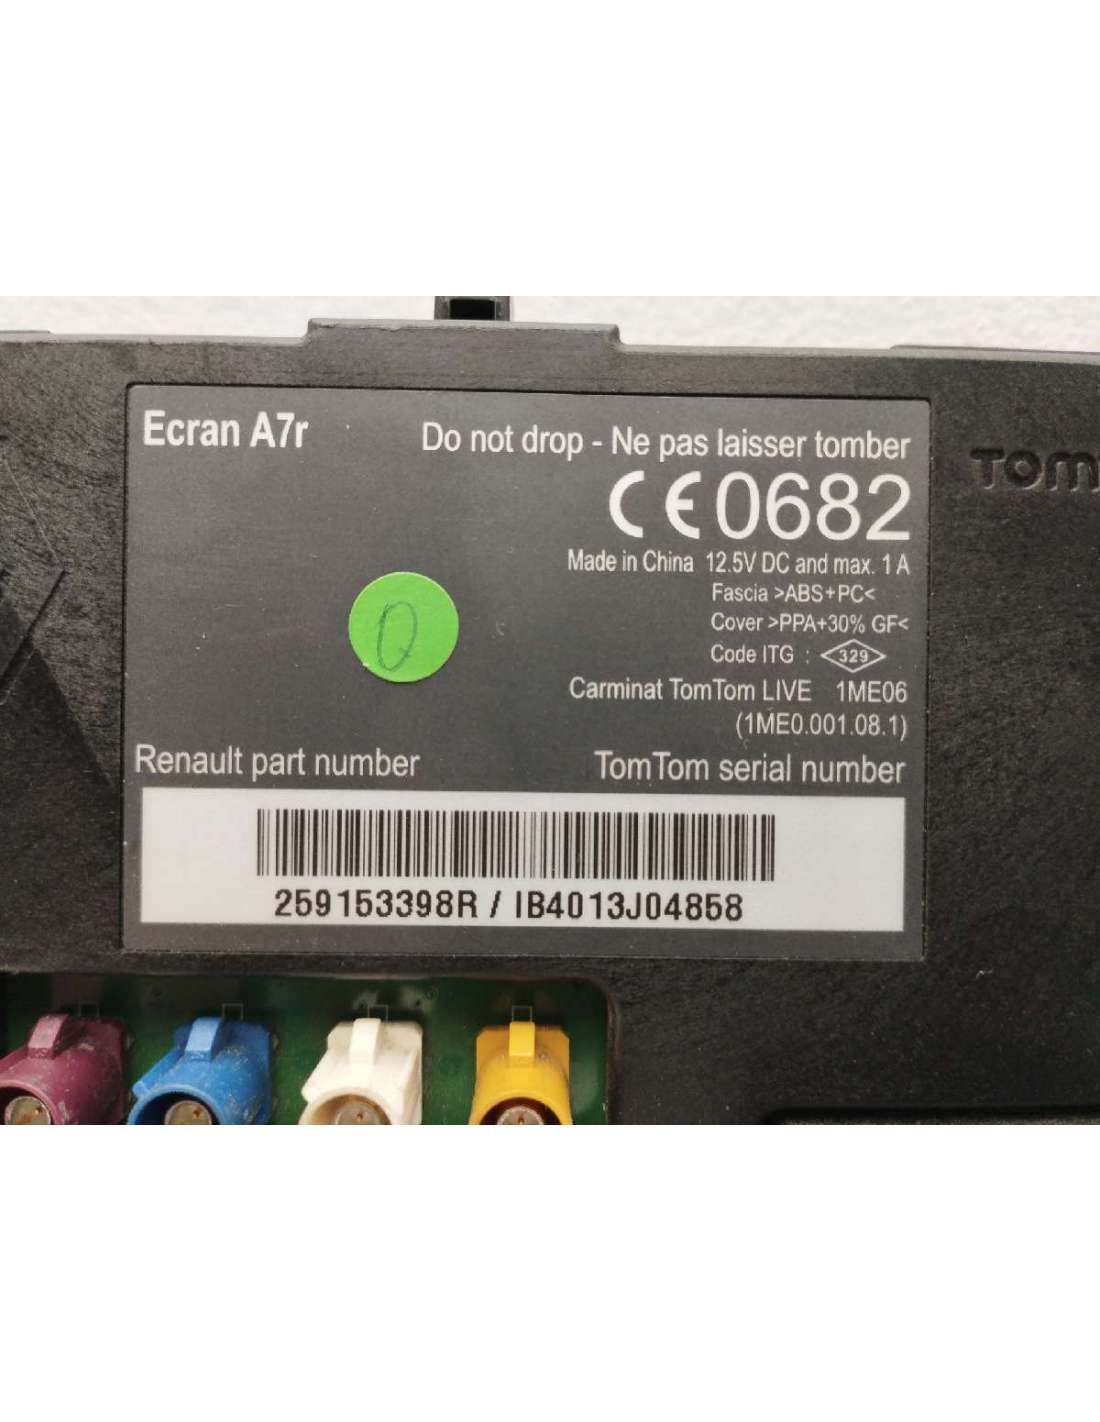 Ecran A7r
Do not drop - Ne pas laisser tomber
CE0682
Made in China 12.5V DC and max. 1 A
Fascia >ABS+PC<
Cover >PPA+30% GF<
Code ITG : 329
Carminat TomTom LIVE 1ME06
(1ME0.001.08.1)
Renault part number
TomTom serial number
259153398R / IB4013J04858
TOM
0